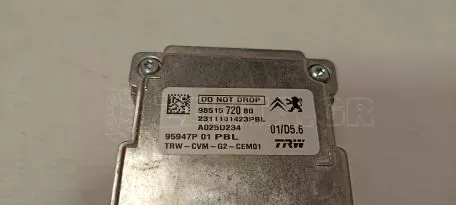 DO NOT DROP
98515 720 80
2311101423PBL
A025D234 01/D5.6
95947P 01 PBL TRW
TRW-CVM-G2-CEM01